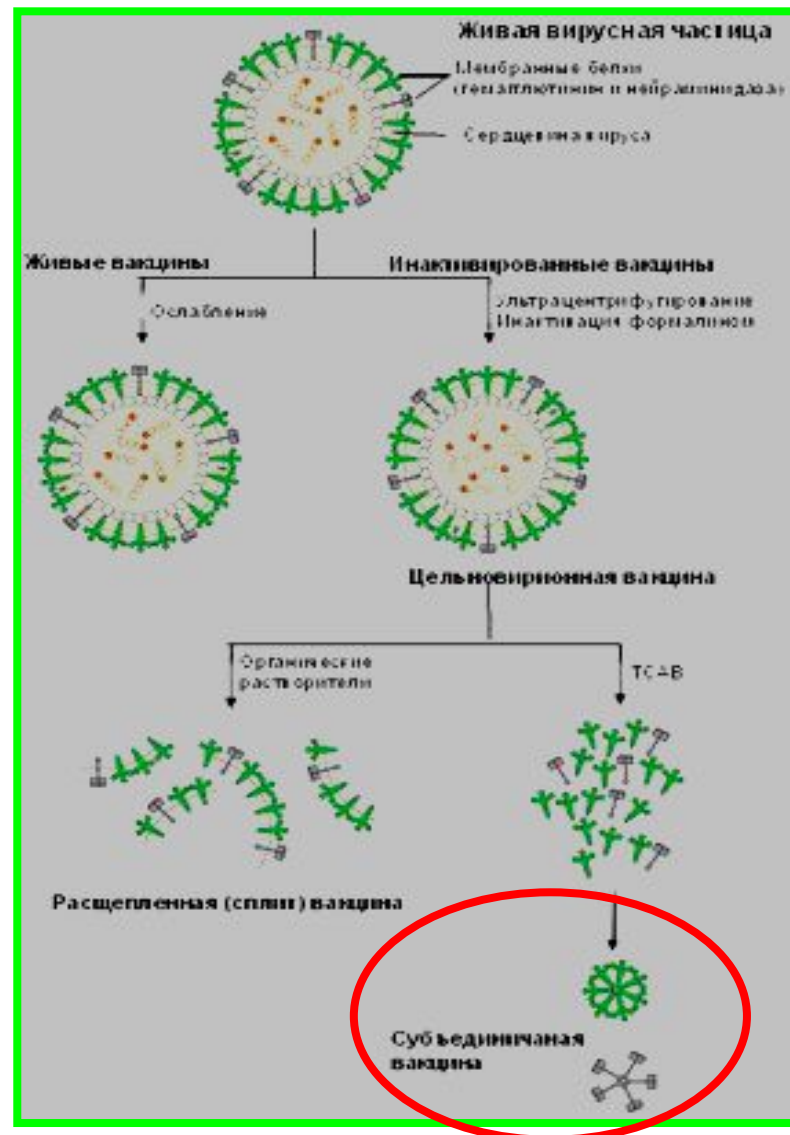 Живая вирусная частица
Мембранные белки
(гемагглютинин и нейраминидаза)
Сердцевина вируса
Живые вакцины
Инактивированные вакцины
Ослабление
Ультрацентрифугирование
Инактивация формалином
Цельновирионная вакцина
Органические
растворители
Расщепленная (сплит) вакцина
Субъединичаная
вакцина